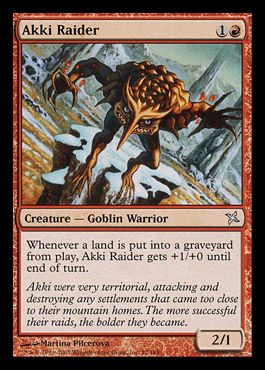 Akki Raider 1
Creature — Goblin Warrior
Whenever a land is put into a graveyard
from play, Akki Raider gets +1/+0 until
end of turn.
Akki were very territorial, attacking and
destroying any settlements that came too close
to their mountain homes. The more successful
their raids, the bolder they became.
Martina Pilcerova
2/1